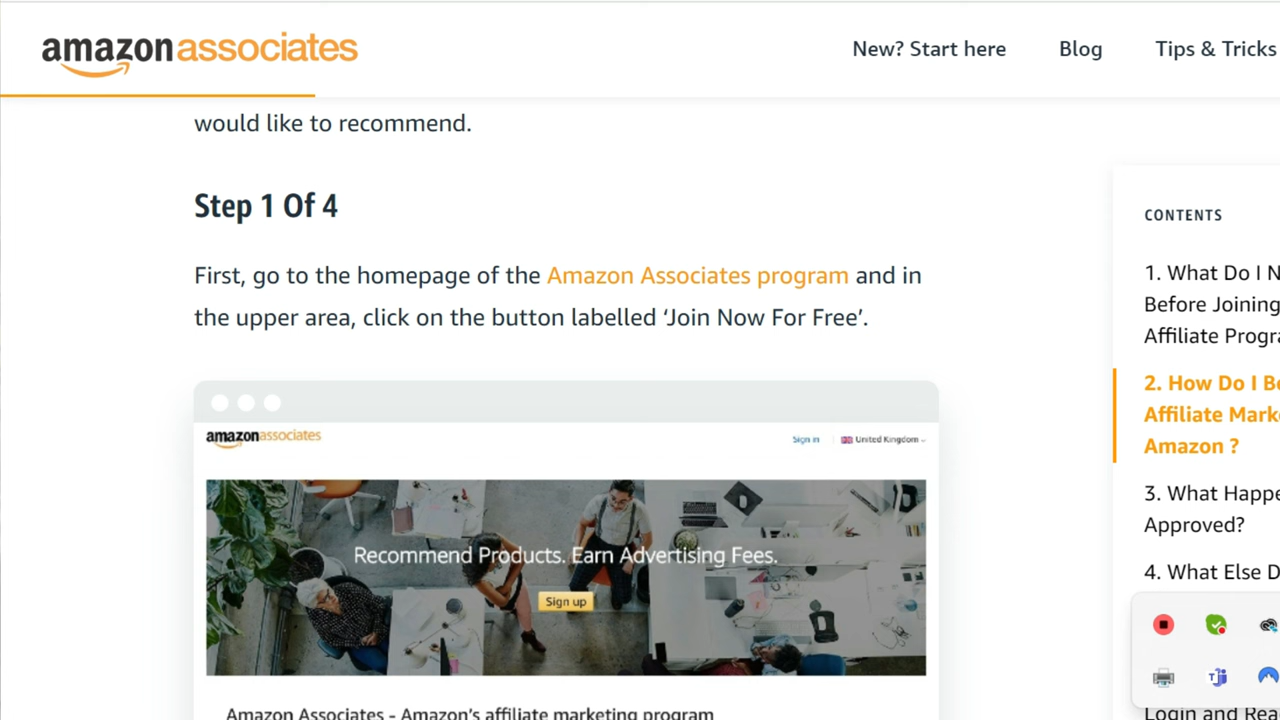 amazonassociates
New? Start here
Blog
Tips & Tricks
would like to recommend.
Step 1 Of 4
First, go to the homepage of the Amazon Associates program and in
the upper area, click on the button labelled ‘Join Now For Free’.
amazonassociates
Sign in
United Kingdom
Recommend Products. Earn Advertising Fees.
Sign up
Amazon Associates - Amazon’s affiliate marketing program
CONTENTS
1. What Do I N
Before Joining
Affiliate Progra
2. How Do I Be
Affiliate Marke
Amazon ?
3. What Happe
Approved?
4. What Else D
Login and Rea